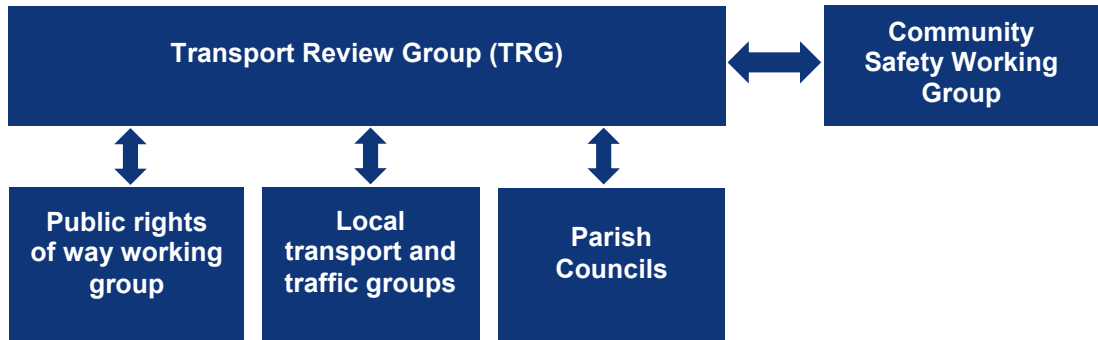 Transport Review Group (TRG)
Community
Safety Working
Group
Public rights
of way working
group
Local
transport and
traffic groups
Parish
Councils